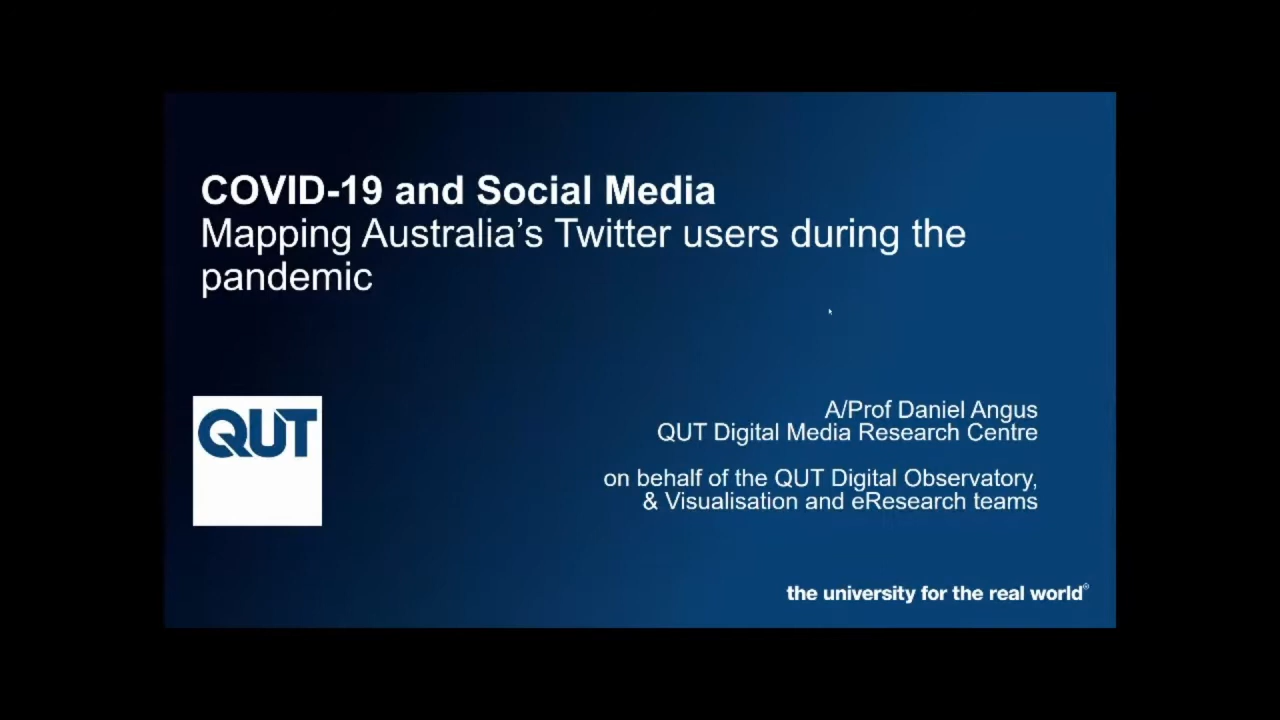 COVID-19 and Social Media
Mapping Australia’s Twitter users during the
pandemic
QUT
A/Prof Daniel Angus
QUT Digital Media Research Centre
on behalf of the QUT Digital Observatory,
& Visualisation and eResearch teams
the university for the real world®